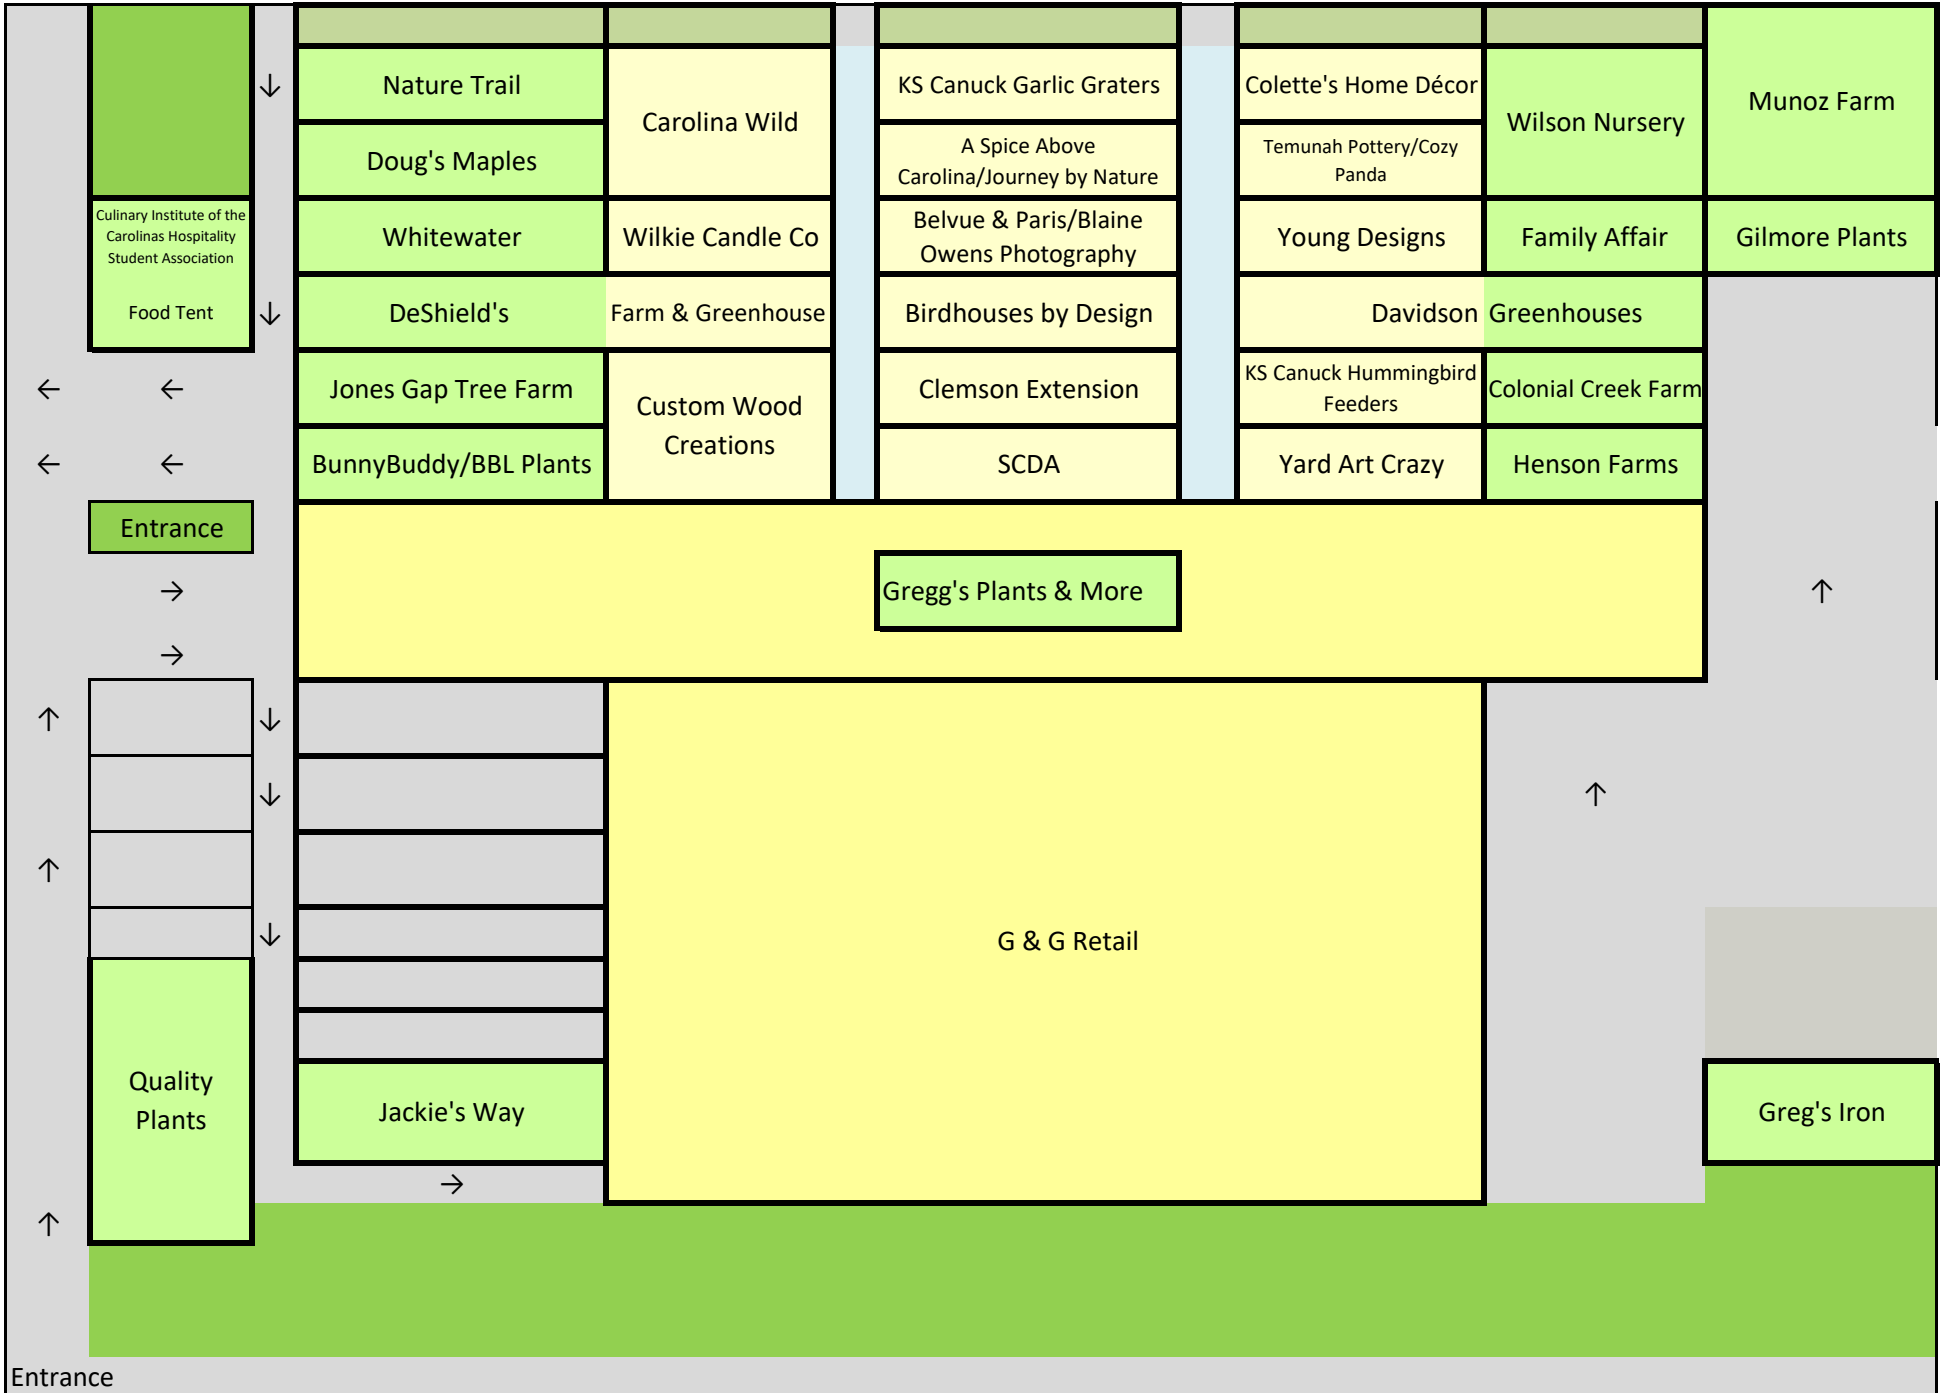 Nature Trail
Carolina Wild
KS Canuck Garlic Graters
Colette's Home Décor
Wilson Nursery
Munoz Farm
Doug's Maples
A Spice Above
Carolina/Journey by Nature
Temunah Pottery/Cozy
Panda
Culinary Institute of the
Carolinas Hospitality
Student Association
Food Tent
Whitewater
Wilkie Candle Co
Belvue & Paris/Blaine
Owens Photography
Young Designs
Family Affair
Gilmore Plants
DeShield's Farm & Greenhouse
Birdhouses by Design
Davidson Greenhouses
Jones Gap Tree Farm
Custom Wood
Creations
Clemson Extension
KS Canuck Hummingbird
Feeders
Colonial Creek Farm
BunnyBuddy/BBL Plants
SCDA
Yard Art Crazy
Henson Farms
Entrance
Gregg's Plants & More
G & G Retail
Quality
Plants
Jackie's Way
Greg's Iron
Entrance